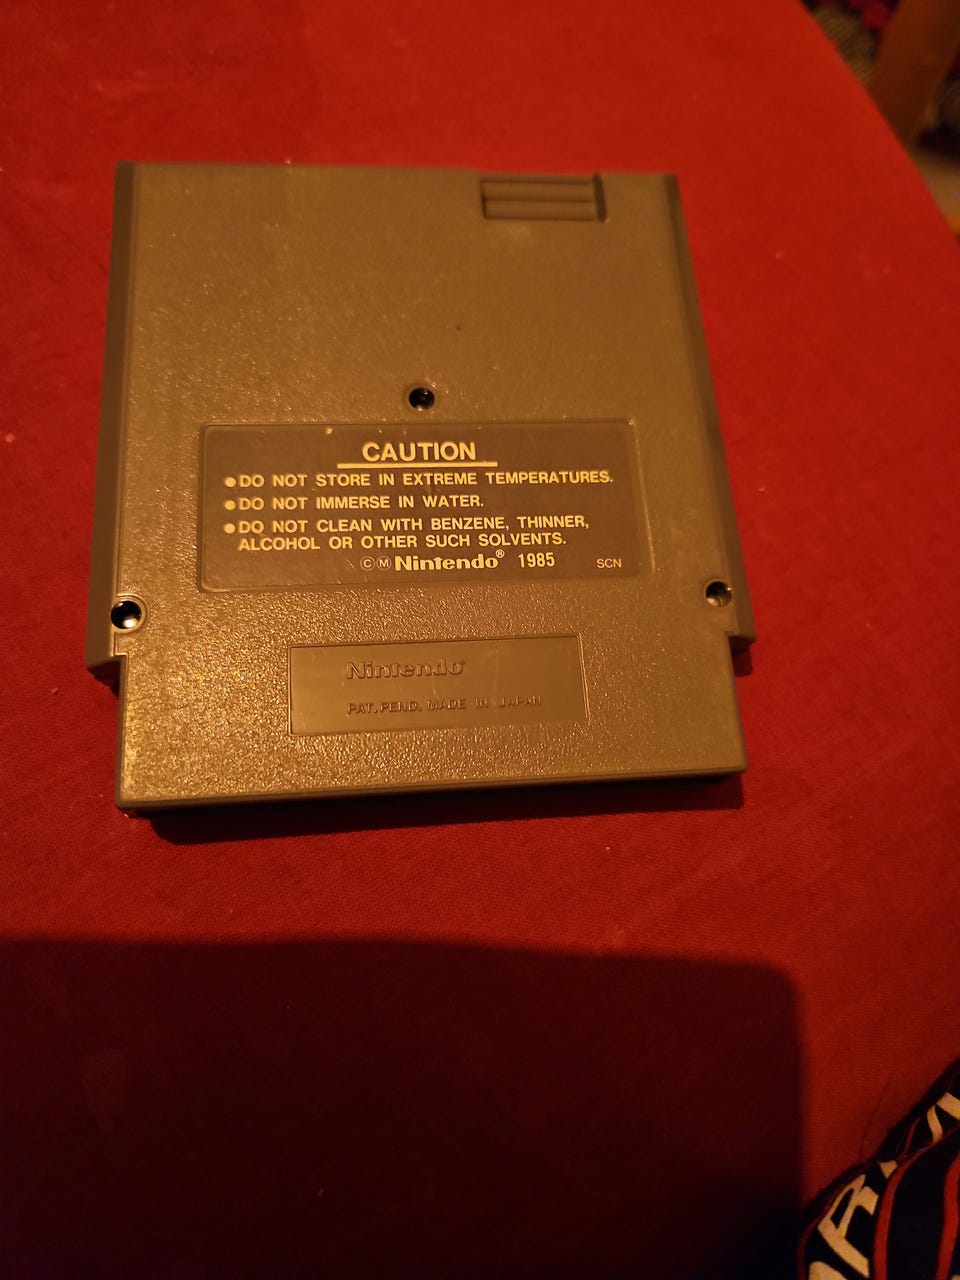 CAUTION
●DO NOT STORE IN EXTREME TEMPERATURES.
●DO NOT IMMERSE IN WATER.
●DO NOT CLEAN WITH BENZENE, THINNER,
ALCOHOL OR OTHER SUCH SOLVENTS.
©Ⓜ Nintendo® 1985 SCN
Nintendo®
PAT. PEND. MADE IN JAPAN